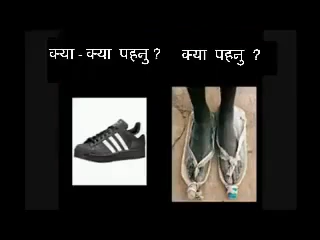 क्या - क्या पहनु ?
क्या पहनु ?